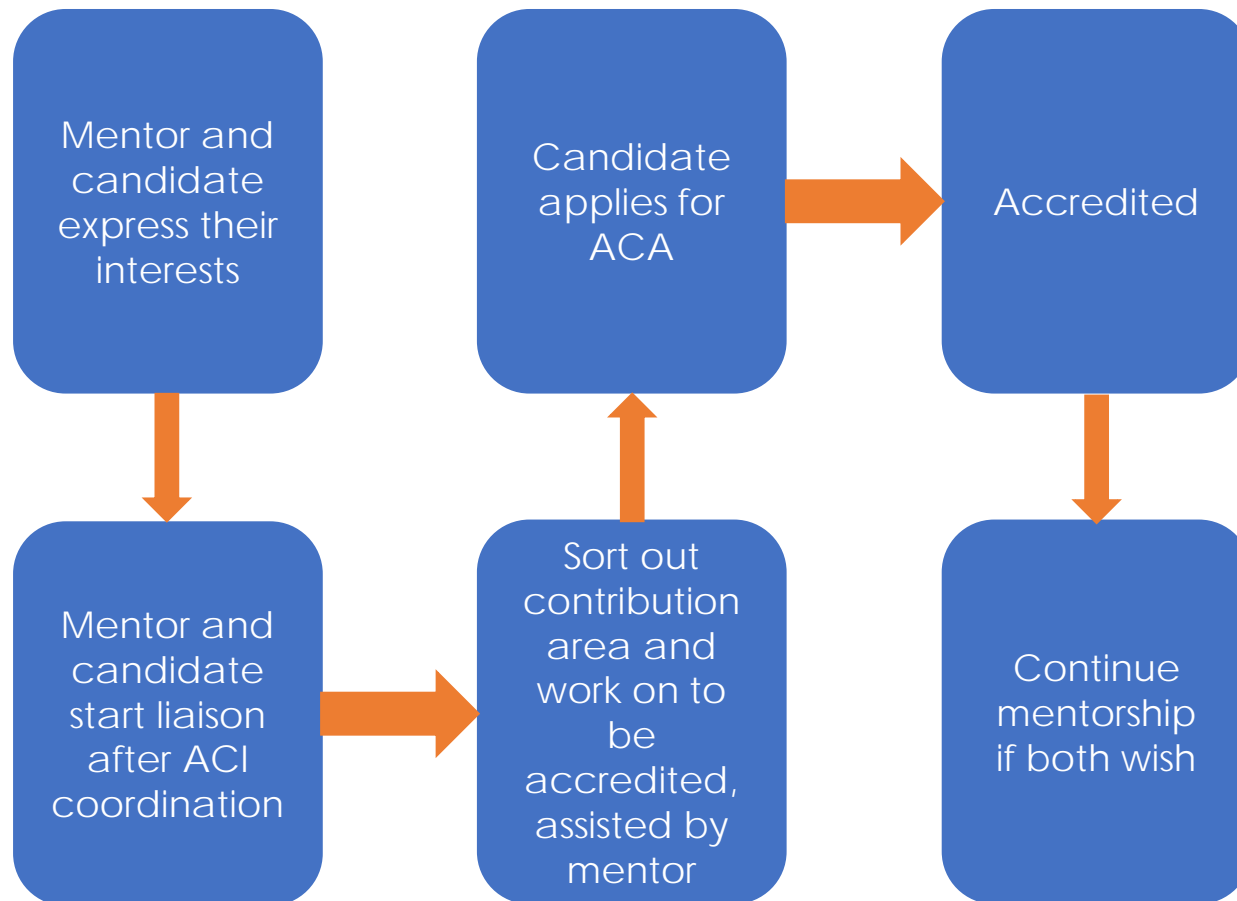 Mentor and
candidate
express their
interests
Mentor and
candidate
start liaison
after ACI
coordination
Sort out
contribution
area and
work on to
be
accredited,
assisted by
mentor
Candidate
applies for
ACA
Accredited
Continue
mentorship
if both wish